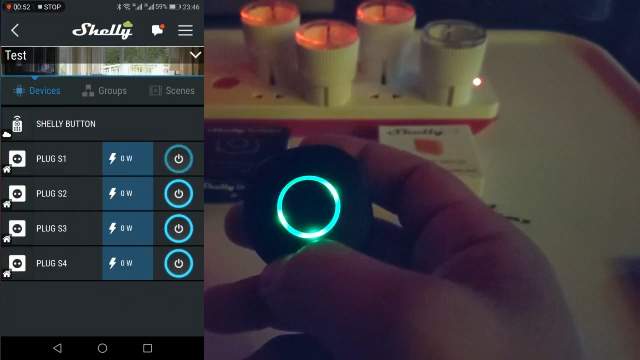 00:52 STOP 59% 23:46
Shelly
Test
Devices Groups Scenes
SHELLY BUTTON
PLUG S1 0 W
PLUG S2 0 W
PLUG S3 0 W
PLUG S4 0 W
Shelly